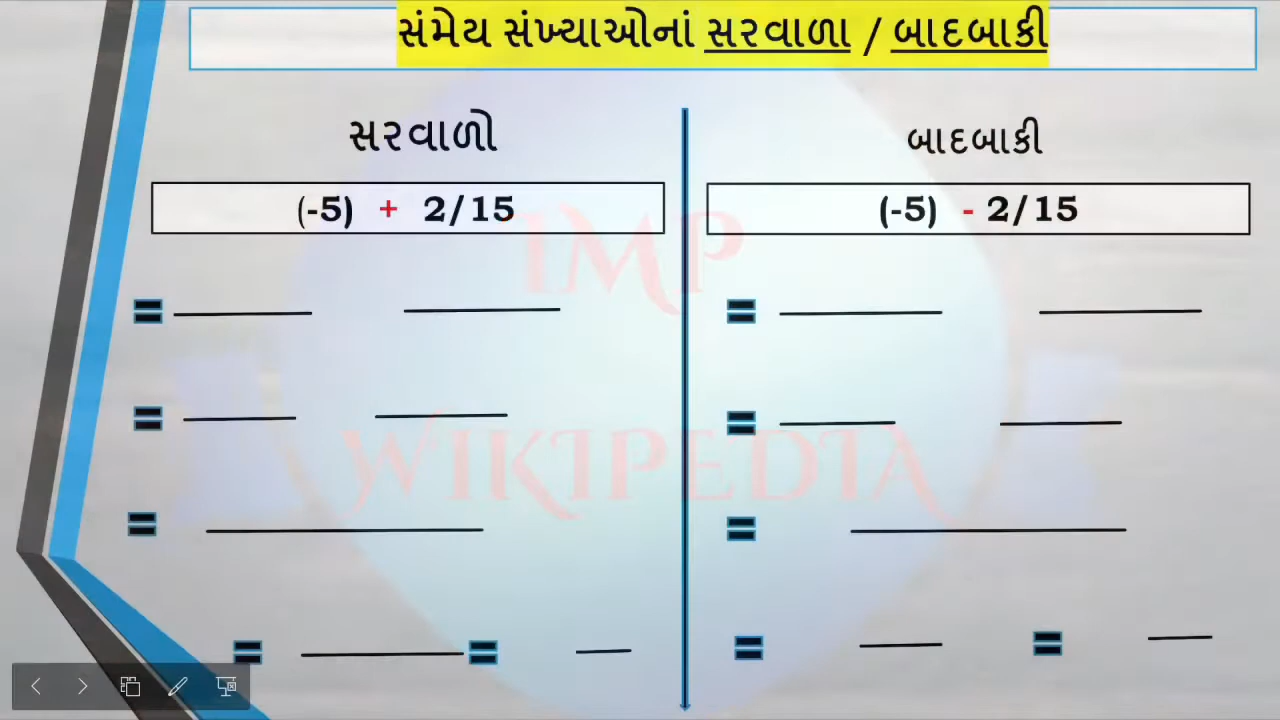 સંમેય સંખ્યાઓનાં સરવાળા / બાદબાકી
સરવાળો
(-5) + 2/15
=
=
=
= =
બાદબાકી
(-5) - 2/15
=
=
=
= =
IMP
WIKIPEDIA